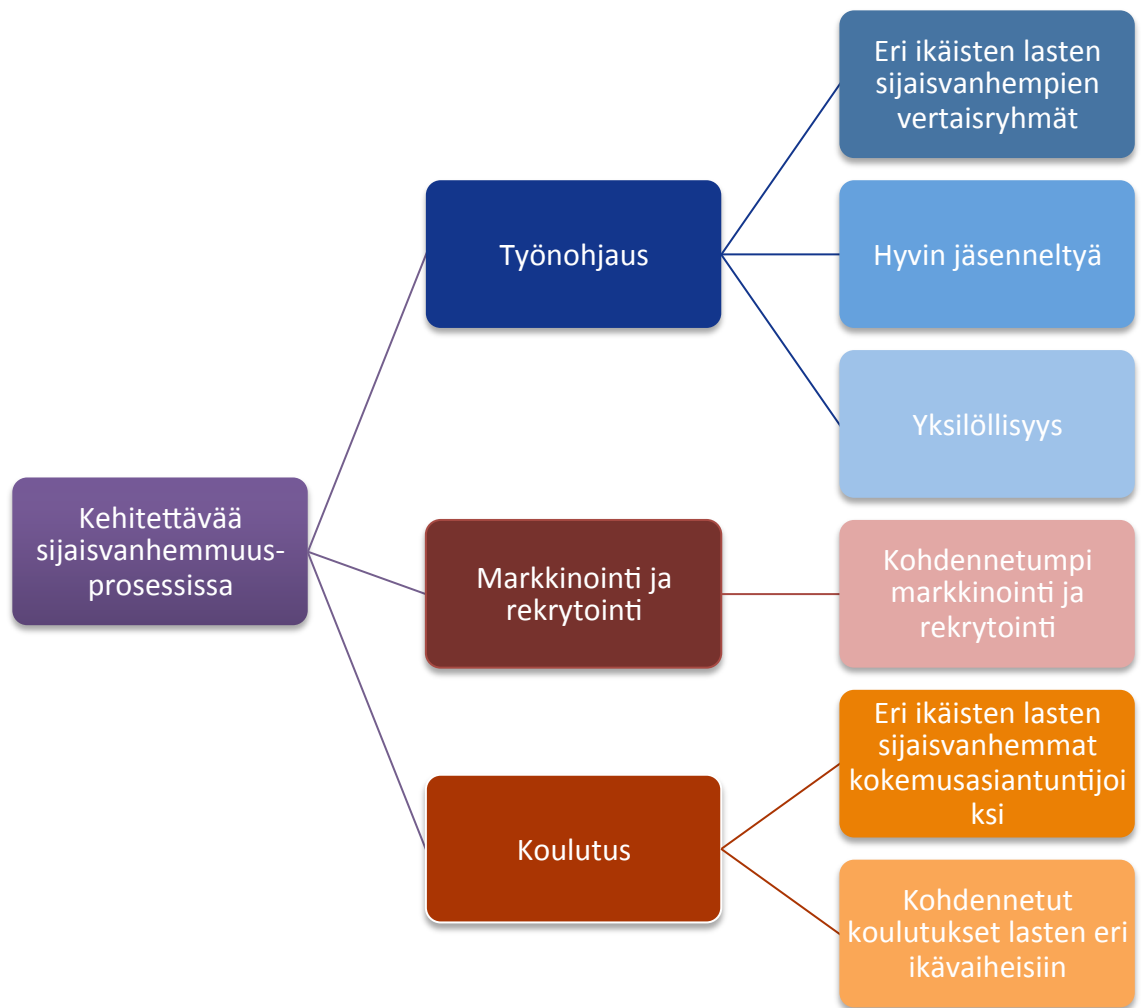 Kehitettävää
sijaisvanhemmuus-
prosessissa
Työnohjaus
Eri ikäisten lasten
sijaisvanhempien
vertaisryhmät
Hyvin jäsenneltyä
Yksilöllisyys
Markkinointi ja
rekrytointi
Kohdennetumpi
markkinointi ja
rekrytointi
Koulutus
Eri ikäisten lasten
sijaisvanhemmat
kokemusasiantuntijoi
ksi
Kohdennetut
koulutukset lasten eri
ikävaiheisiin